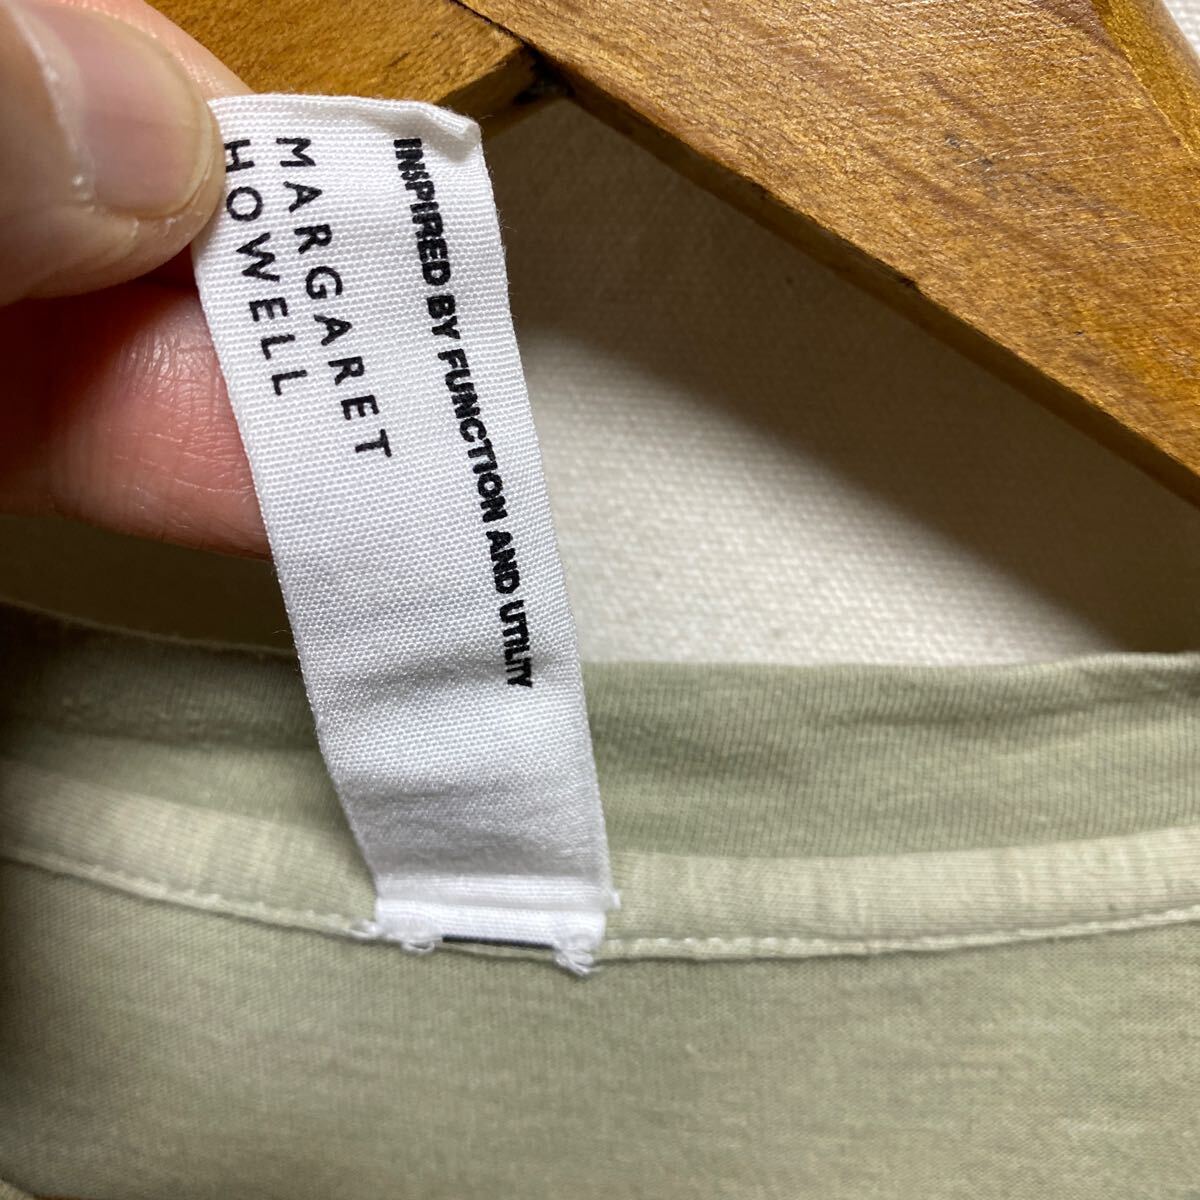 INSPIRED BY FUNCTION AND UTILITY
MARGARET
HOWELL